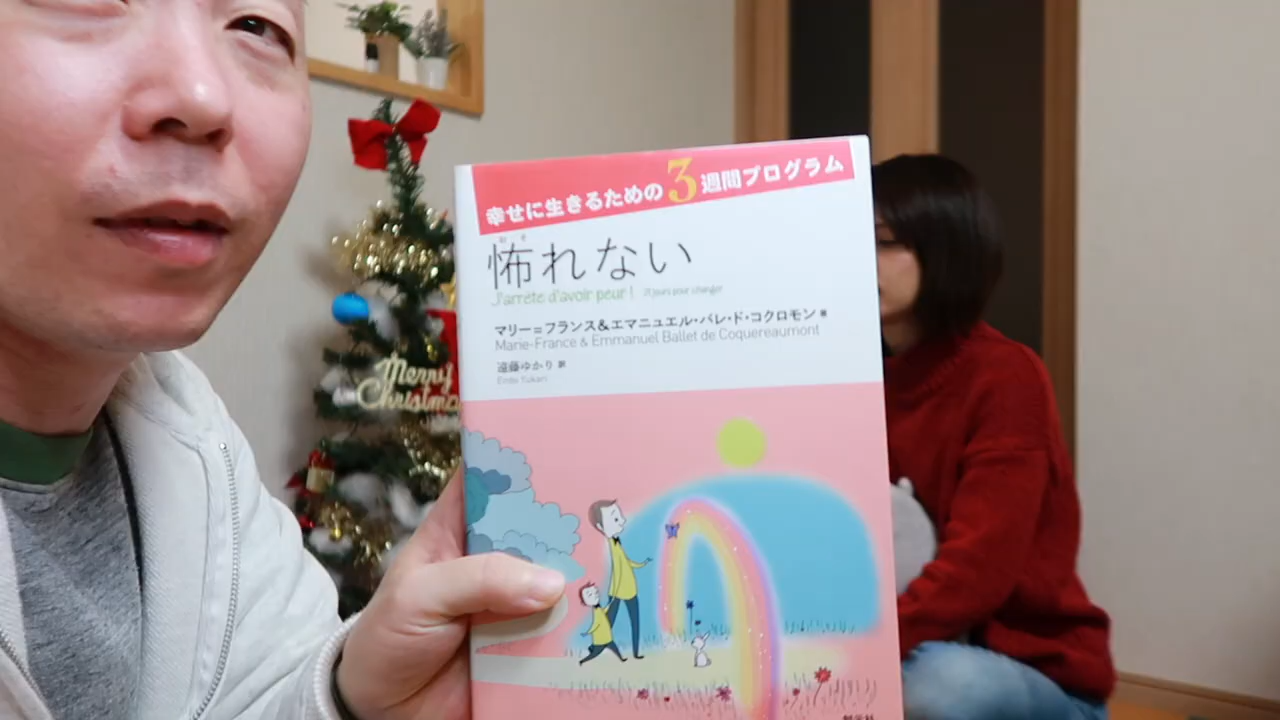 幸せに生きるための3週間プログラム
怖れない
J'arrête d'avoir peur! 21 jours pour changer
マリー=フランス&エマニュエル・バレ・ド・コクロモン 著
Marie-France & Emmanuel Ballet de Coquereaumont
遠藤ゆかり 訳
Endo Yukari
創元社
Merry
Christmas